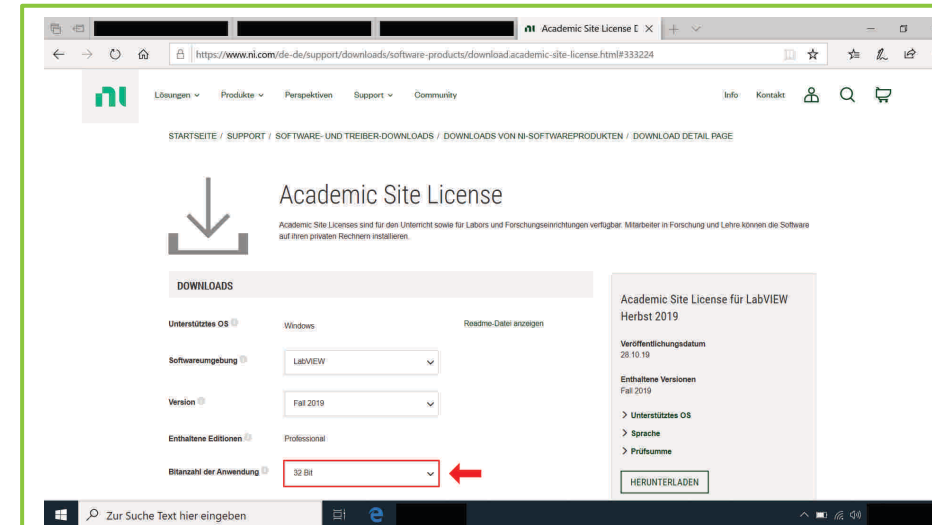 Academic Site License D
https://www.ni.com/de-de/support/downloads/software-products/download.academic-site-license.html#333224
ni
Lösungen
Produkte
Perspektiven
Support
Community
Info
Kontakt
STARTSEITE / SUPPORT / SOFTWARE- UND TREIBER-DOWNLOADS / DOWNLOADS VON NI-SOFTWAREPRODUKTEN / DOWNLOAD DETAIL PAGE
Academic Site License
Academic Site Licenses sind für den Unterricht sowie für Labors und Forschungseinrichtungen verfügbar. Mitarbeiter in Forschung und Lehre können die Software
auf ihren privaten Rechnern installieren.
DOWNLOADS
Unterstütztes OS
Windows
Readme-Datei anzeigen
Softwareumgebung
LabVIEW
Version
Fall 2019
Enthaltene Editionen
Professional
Bitanzahl der Anwendung
32 Bit
Academic Site License für LabVIEW
Herbst 2019
Veröffentlichungsdatum
28.10.19
Enthaltene Versionen
Fall 2019
Unterstütztes OS
Sprache
Prüfsumme
HERUNTERLADEN
Zur Suche Text hier eingeben